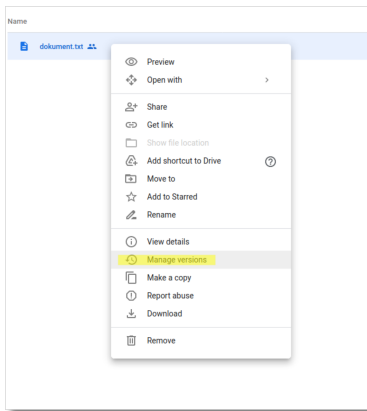 Name
dokument.txt
Preview
Open with
Share
Get link
Show file location
Add shortcut to Drive
Move to
Add to Starred
Rename
View details
Manage versions
Make a copy
Report abuse
Download
Remove